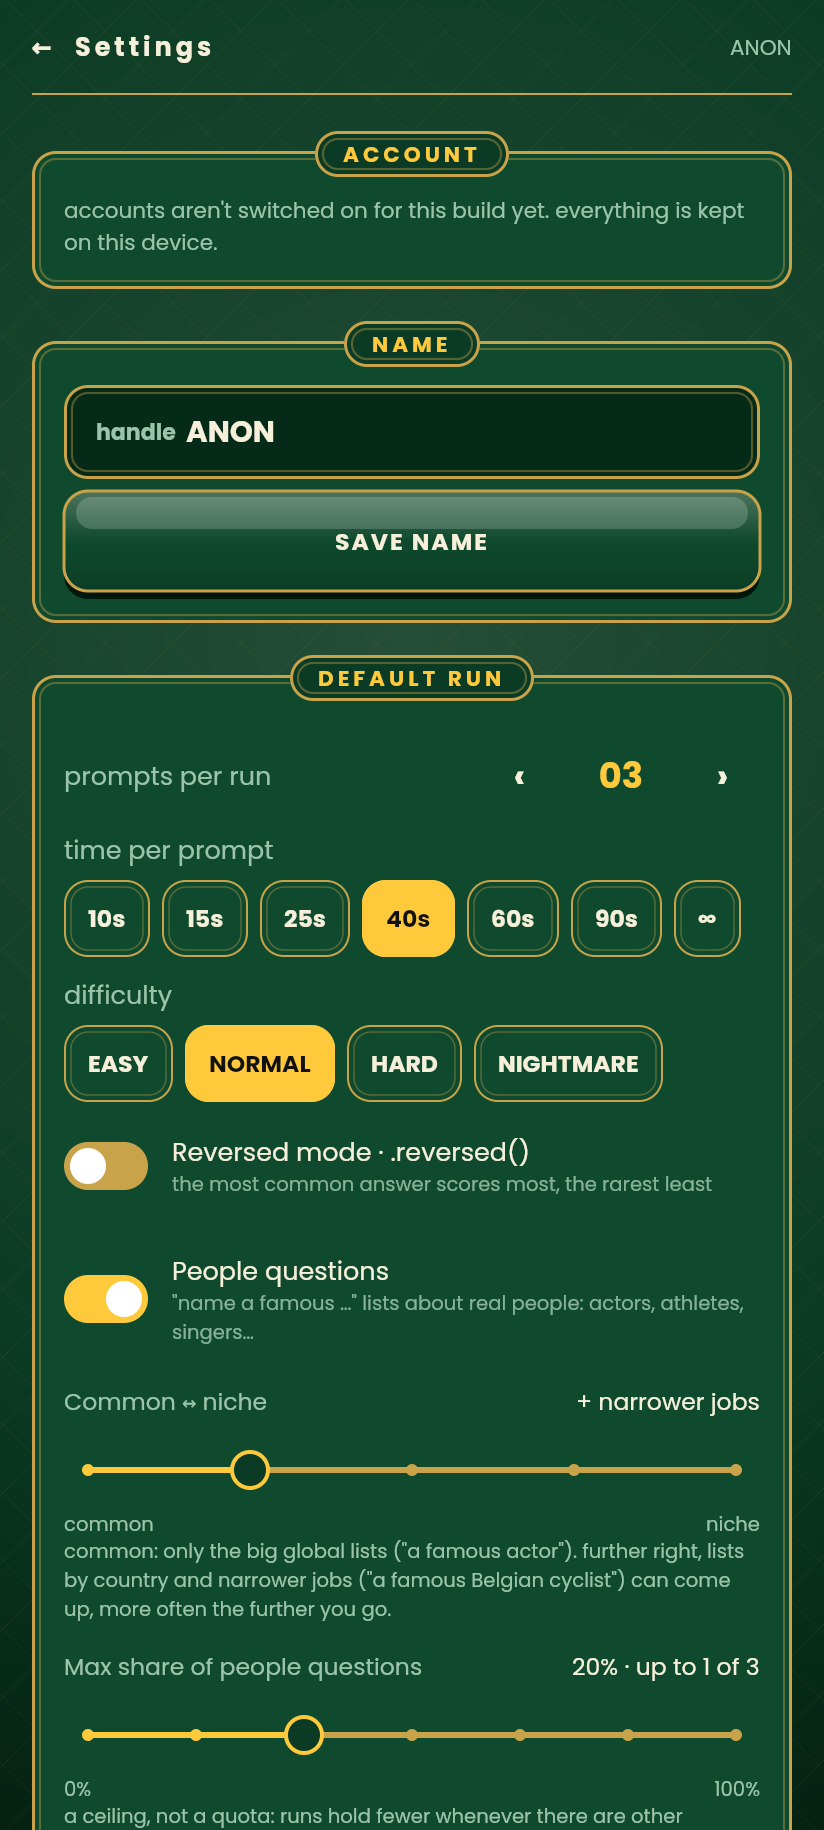 ← Settings ANON
ACCOUNT
accounts aren't switched on for this build yet. everything is kept
on this device.
NAME
handle ANON
SAVE NAME
DEFAULT RUN
prompts per run ‹ 03 ›
time per prompt
10s 15s 25s 40s 60s 90s ∞
difficulty
EASY NORMAL HARD NIGHTMARE
Reversed mode · .reversed()
the most common answer scores most, the rarest least
People questions
"name a famous …" lists about real people: actors, athletes,
singers…
Common ↔ niche + narrower jobs
common niche
common: only the big global lists ("a famous actor"). further right, lists
by country and narrower jobs ("a famous Belgian cyclist") can come
up, more often the further you go.
Max share of people questions 20% · up to 1 of 3
0% 100%
a ceiling, not a quota: runs hold fewer whenever there are other